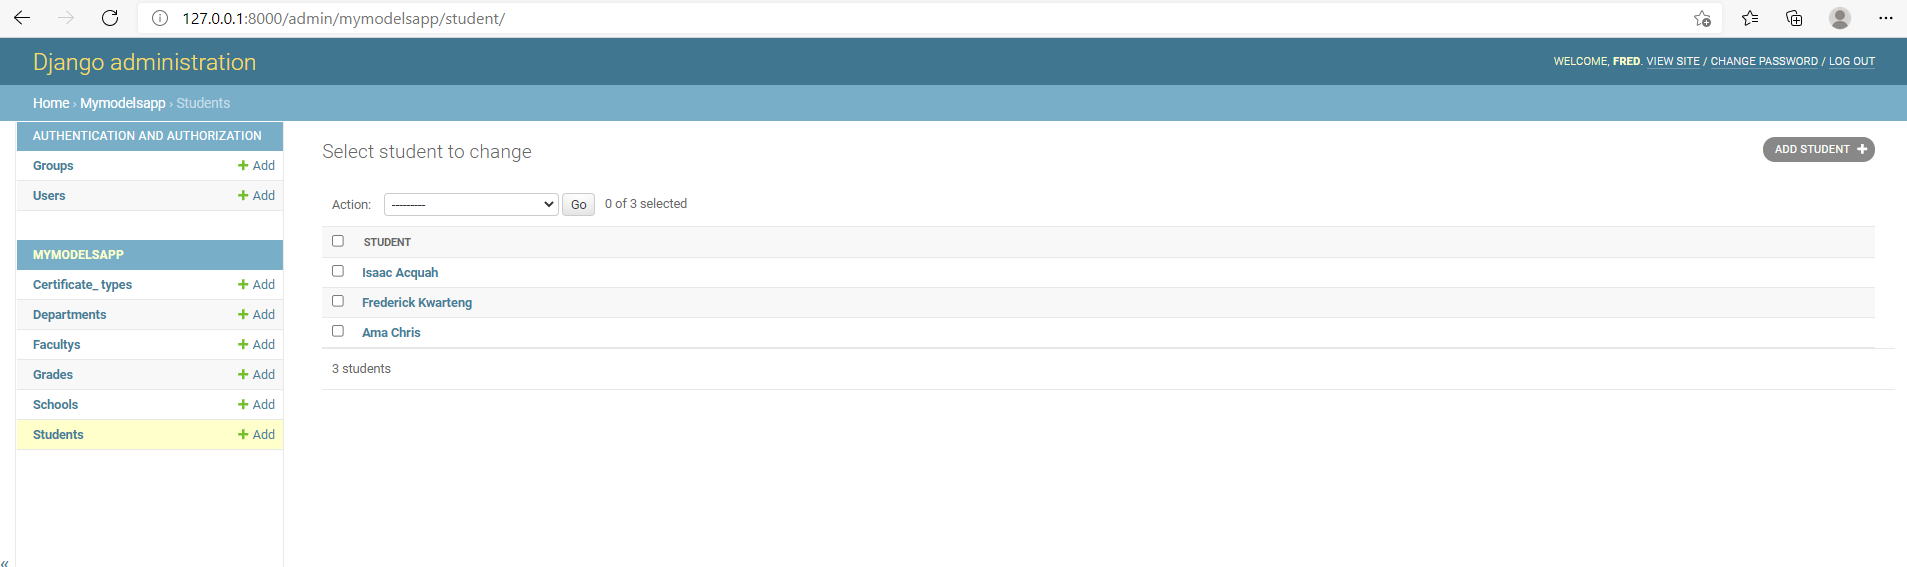 127.0.0.1:8000/admin/mymodelsapp/student/
Django administration
WELCOME, FRED. VIEW SITE / CHANGE PASSWORD / LOG OUT
Home › Mymodelsapp › Students
AUTHENTICATION AND AUTHORIZATION
Groups + Add
Users + Add
MYMODELSAPP
Certificate_ types + Add
Departments + Add
Facultys + Add
Grades + Add
Schools + Add
Students + Add
«
Select student to change
ADD STUDENT +
Action: --------- Go 0 of 3 selected
STUDENT
Isaac Acquah
Frederick Kwarteng
Ama Chris
3 students